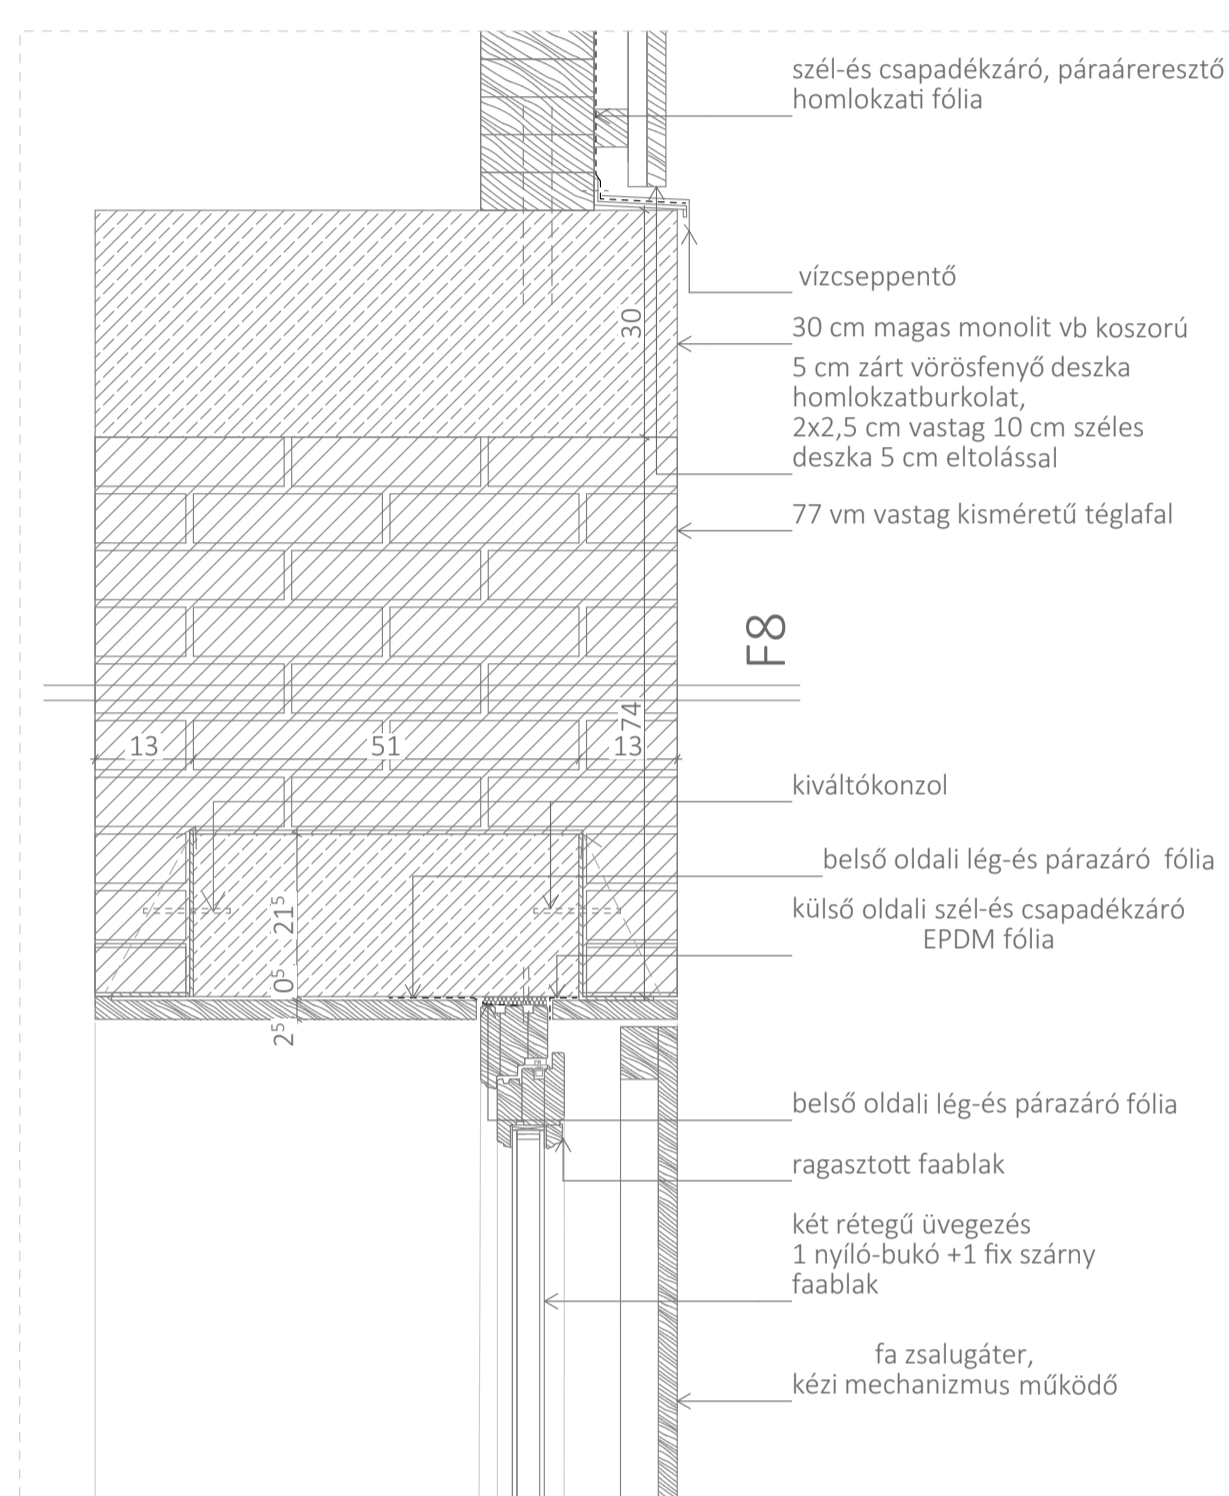 szél-és csapadékzáró, páraáreresztő
homlokzati fólia
vízcseppentő
30
30 cm magas monolit vb koszorú
5 cm zárt vörösfenyő deszka
homlokzatburkolat,
2x2,5 cm vastag 10 cm széles
deszka 5 cm eltolással
77 vm vastag kisméretű téglafal
F8
74
13
51
13
kiváltókonzol
belső oldali lég-és párazáró fólia
külső oldali szél-és csapadékzáró
EPDM fólia
21⁵
0⁵
2⁵
belső oldali lég-és párazáró fólia
ragasztott faablak
két rétegű üvegezés
1 nyíló-bukó +1 fix szárny
faablak
fa zsalugáter,
kézi mechanizmus működő